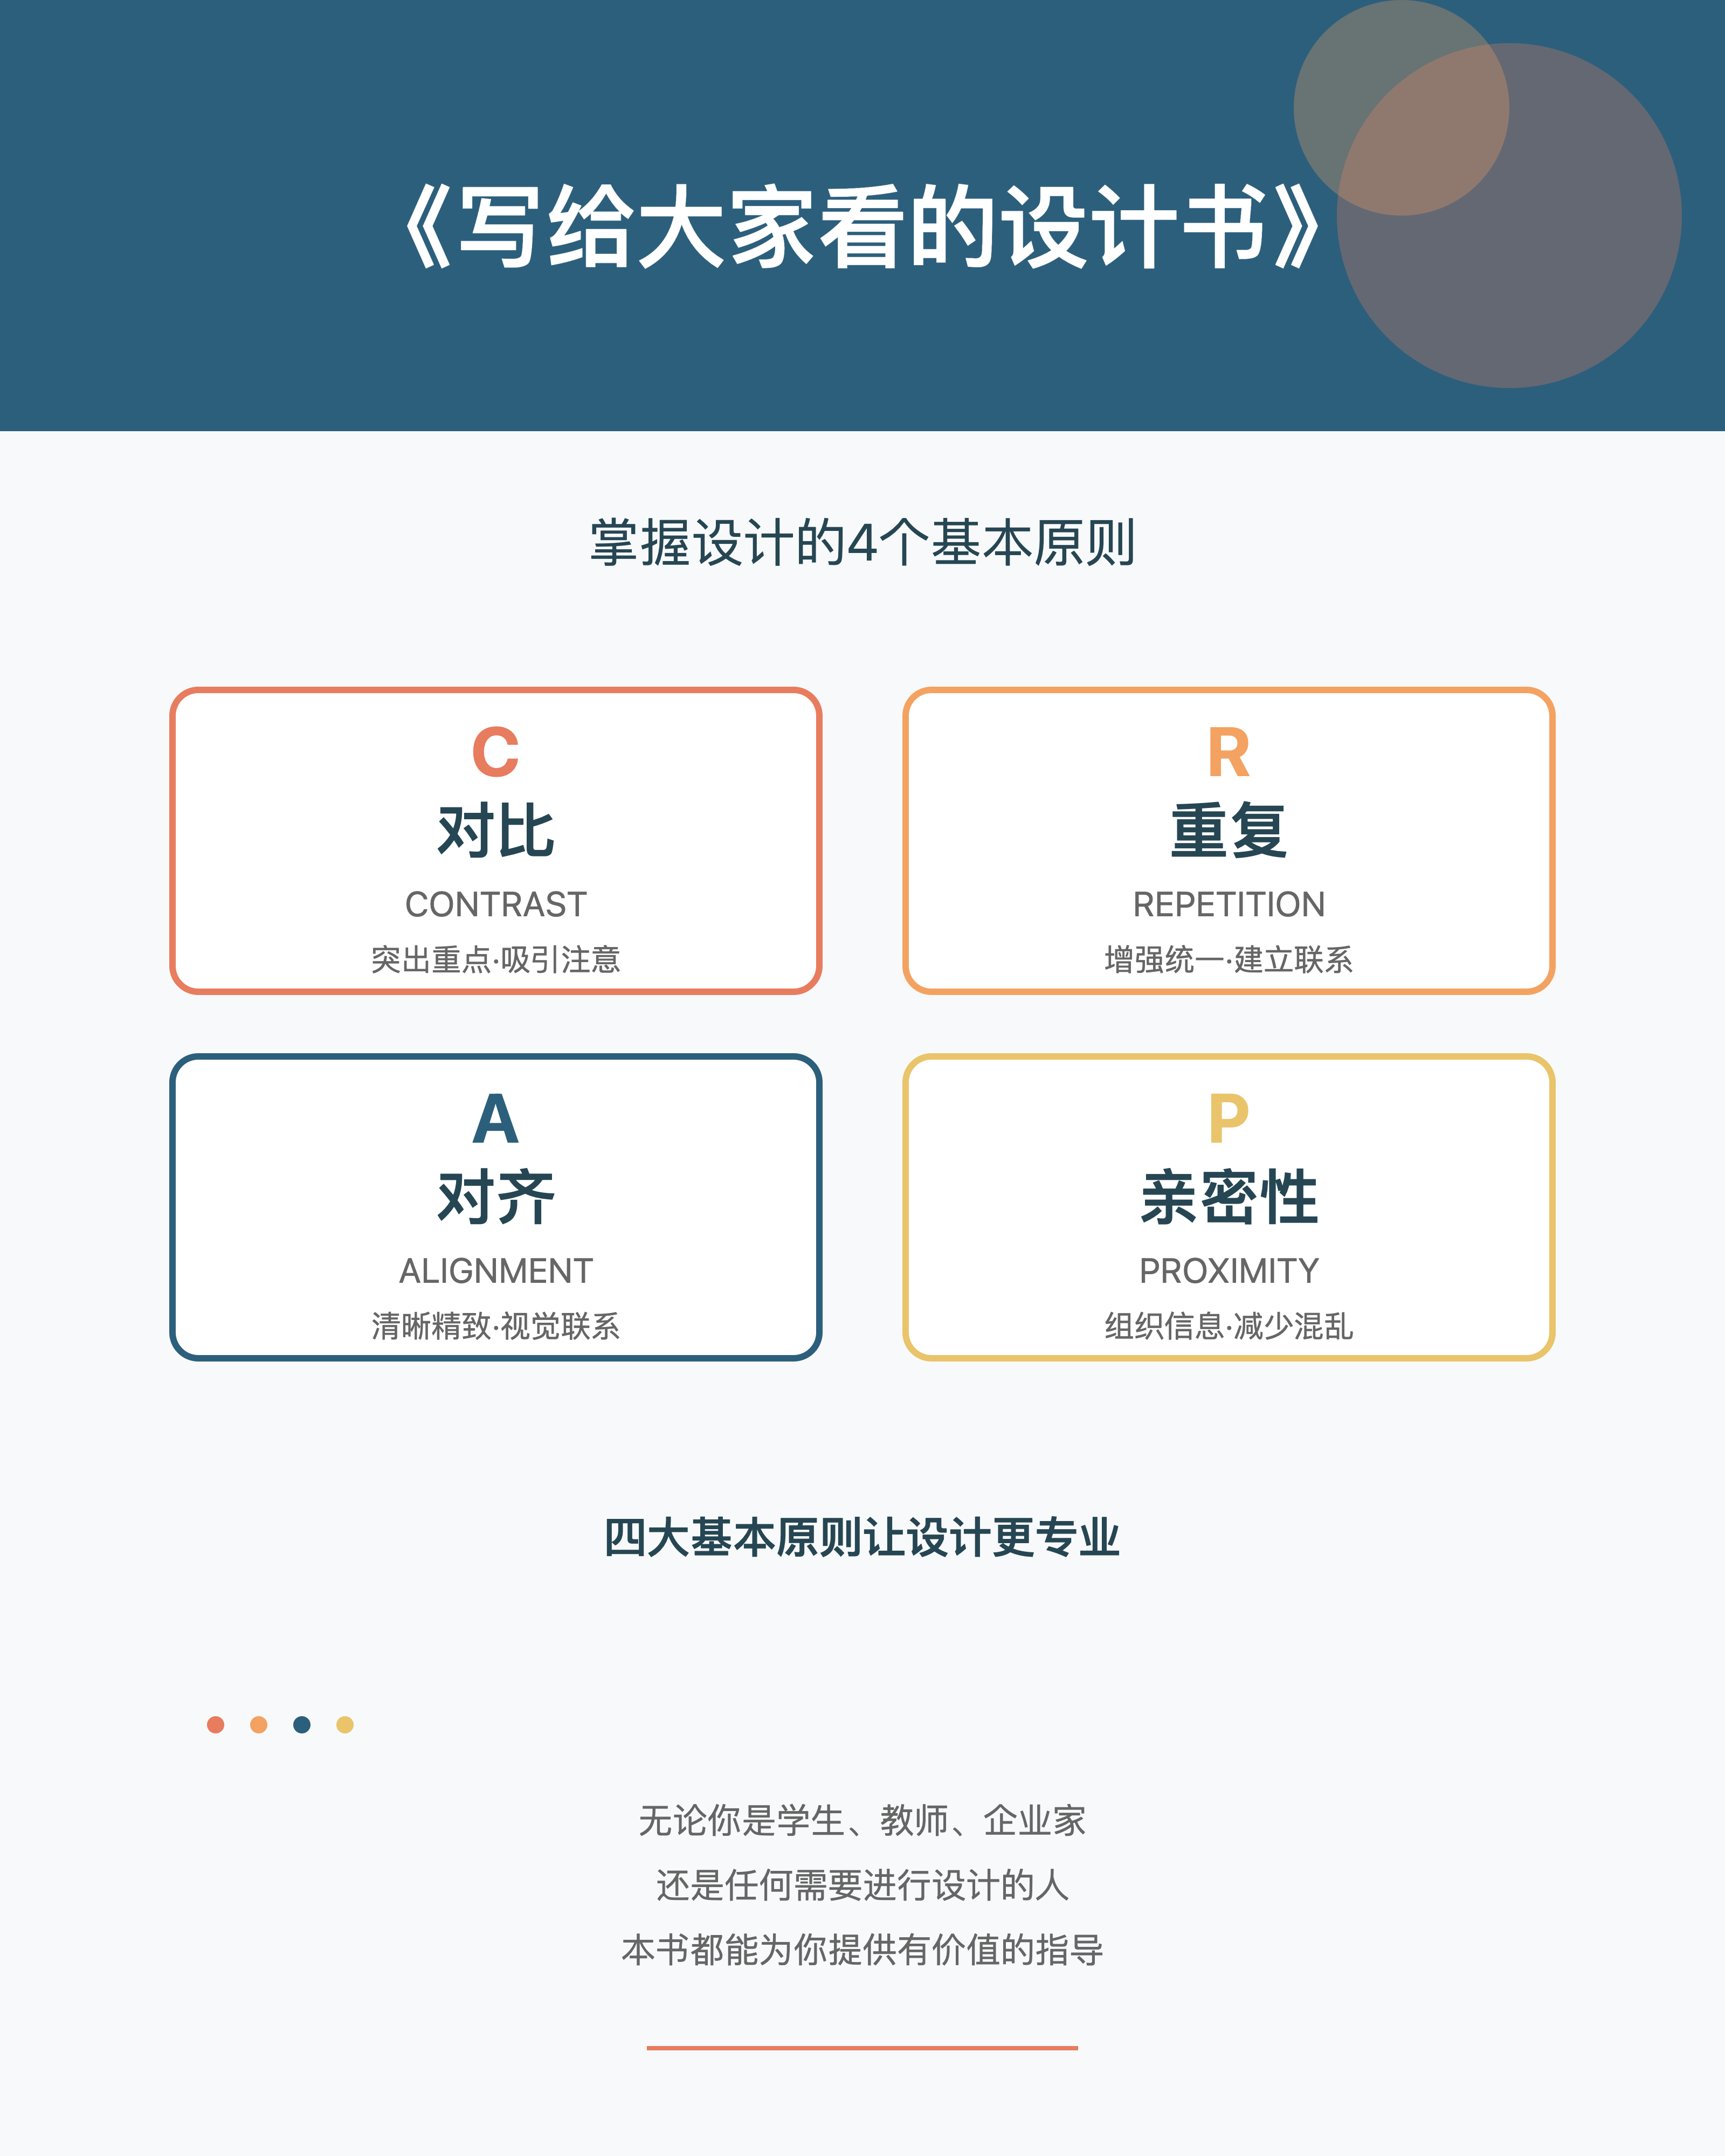 《写给大家看的设计书》
掌握设计的4个基本原则
C
对比
CONTRAST
突出重点·吸引注意
R
重复
REPETITION
增强统一·建立联系
A
对齐
ALIGNMENT
清晰精致·视觉联系
P
亲密性
PROXIMITY
组织信息·减少混乱
四大基本原则让设计更专业
无论你是学生、教师、企业家
还是任何需要进行设计的人
本书都能为你提供有价值的指导